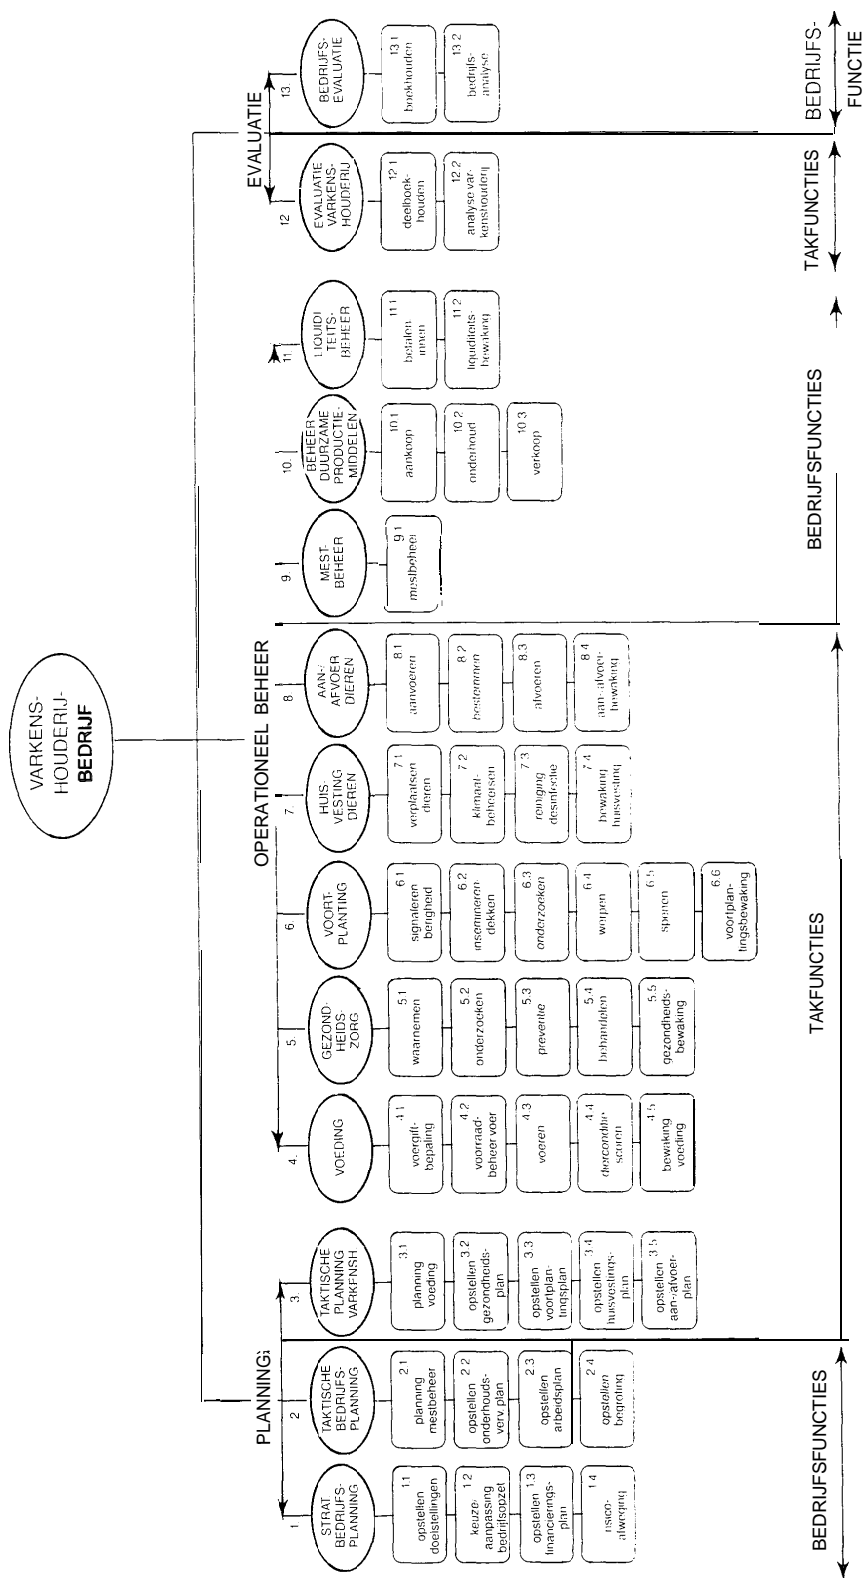 VARKENS-
HOUDERIJ-
BEDRIJF
PLANNING
OPERATIONEEL BEHEER
EVALUATIE
1.
STRAT
BEDRIJFS-
PLANNING
1.1
opstellen
doelstellingen
1.2
keuze-
aanpassing
bedrijfsopzet
1.3
opstellen
financierings-
plan
1.4
risico-
afweging
2
TAKTISCHE
BEDRIJFS-
PLANNING
2.1
planning
mestbeheer
2.2
opstellen
onderhouds-
verv. plan
2.3
opstellen
arbeidsplan
2.4
opstellen
begroting
3.
TAKTISCHE
PLANNING
VARKENSH
3.1
planning
voeding
3.2
opstellen
gezondheids-
plan
3.3
opstellen
voortplan-
tingsplan
3.4
opstellen
huisvestings-
plan
3.5
opstellen
aan-/afvoer-
plan
4.
VOEDING
4.1
voergift-
bepaling
4.2
voorraad-
beheer voer
4.3
voeren
4.4
dierconditie
scoren
4.5
bewaking
voeding
5.
GEZOND-
HEIDS-
ZORG
5.1
waarnemen
5.2
onderzoeken
5.3
preventie
5.4
behandelen
5.5
gezondheids-
bewaking
6.
VOORT-
PLANTING
6.1
signaleren
berigheid
6.2
insemineren-
dekken
6.3
onderzoeken
6.4
werpen
6.5
spenen
6.6
voortplan-
tingsbewaking
7.
HUIS-
VESTING
DIEREN
7.1
verplaatsen
dieren
7.2
klimaat-
beheersen
7.3
reiniging
desinfectie
7.4
bewaking
huisvesting
8
AAN-/
AFVOER
DIEREN
8.1
aanvoeren
8.2
bestemmen
8.3
afvoeren
8.4
aan-/afvoer-
bewaking
9.
MEST-
BEHEER
9.1
mestbeheer
10.
BEHEER
DUURZAME
PRODUCTIE-
MIDDELEN
10.1
aankoop
10.2
onderhoud
10.3
verkoop
11.
LIQUIDI
TEITS-
BEHEER
11.1
betalen
innen
11.2
liquiditeits-
bewaking
12
EVALUATIE
VARKENS-
HOUDERIJ
12.1
deelboek-
houden
12.2
analyse var-
kenshouderij
13.
BEDRIJFS-
EVALUATIE
13.1
boekhouden
13.2
bedrijfs-
analyse
BEDRIJFSFUNCTIES
TAKFUNCTIES
BEDRIJFSFUNCTIES
TAKFUNCTIES
BEDRIJFS-
FUNCTIE